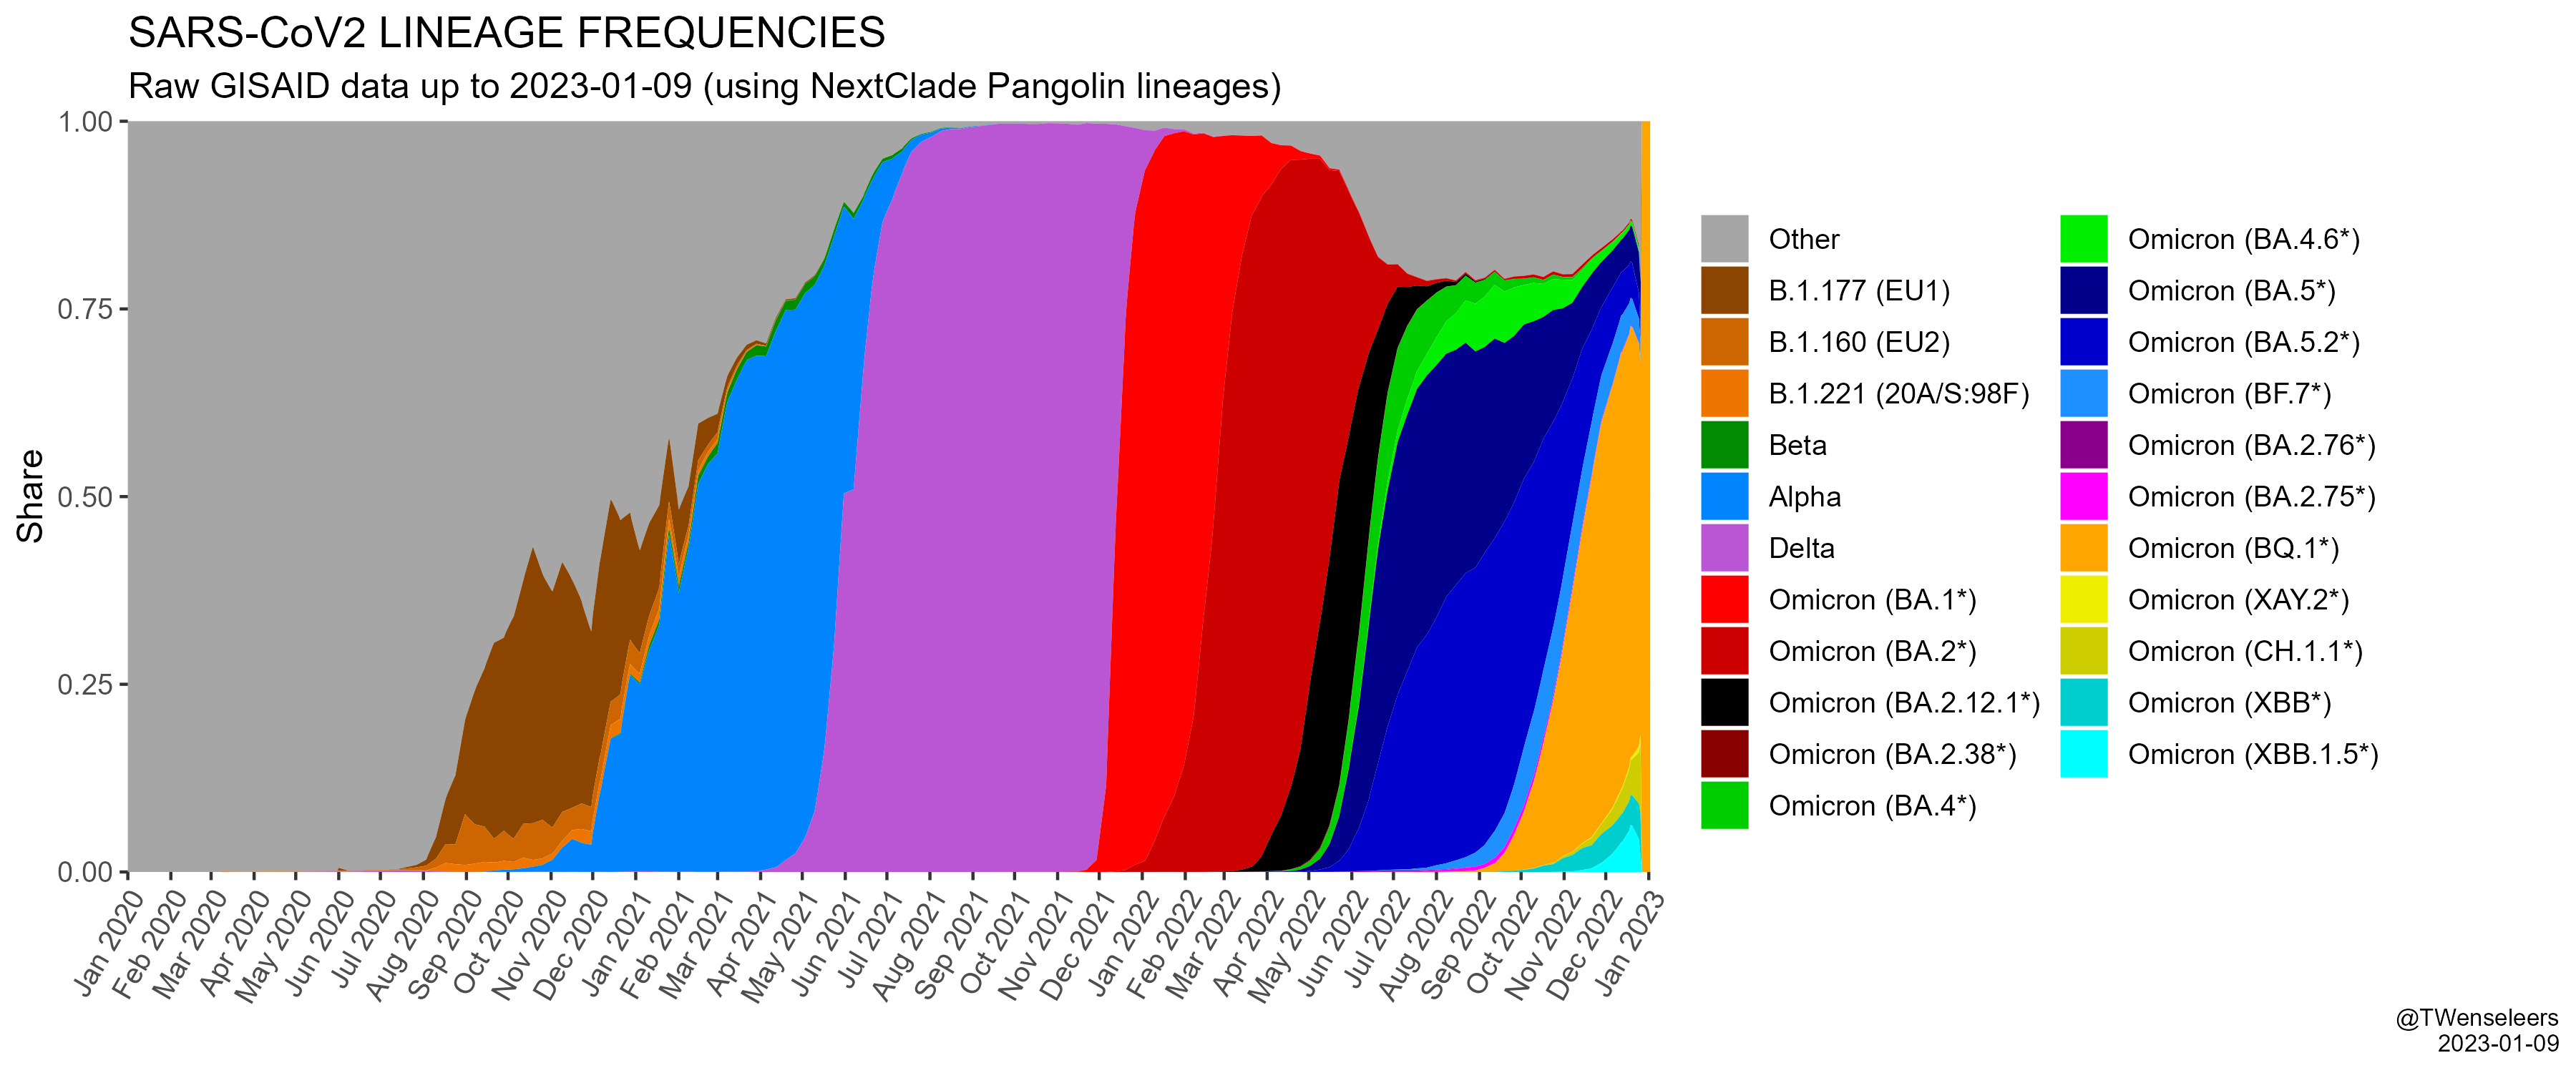 SARS-CoV2 LINEAGE FREQUENCIES
Raw GISAID data up to 2023-01-09 (using NextClade Pangolin lineages)
Share
1.00
0.75
0.50
0.25
0.00
Jan 2020
Feb 2020
Mar 2020
Apr 2020
May 2020
Jun 2020
Jul 2020
Aug 2020
Sep 2020
Oct 2020
Nov 2020
Dec 2020
Jan 2021
Feb 2021
Mar 2021
Apr 2021
May 2021
Jun 2021
Jul 2021
Aug 2021
Sep 2021
Oct 2021
Nov 2021
Dec 2021
Jan 2022
Feb 2022
Mar 2022
Apr 2022
May 2022
Jun 2022
Jul 2022
Aug 2022
Sep 2022
Oct 2022
Nov 2022
Dec 2022
Jan 2023
Other
B.1.177 (EU1)
B.1.160 (EU2)
B.1.221 (20A/S:98F)
Beta
Alpha
Delta
Omicron (BA.1*)
Omicron (BA.2*)
Omicron (BA.2.12.1*)
Omicron (BA.2.38*)
Omicron (BA.4*)
Omicron (BA.4.6*)
Omicron (BA.5*)
Omicron (BA.5.2*)
Omicron (BF.7*)
Omicron (BA.2.76*)
Omicron (BA.2.75*)
Omicron (BQ.1*)
Omicron (XAY.2*)
Omicron (CH.1.1*)
Omicron (XBB*)
Omicron (XBB.1.5*)
@TWenseleers
2023-01-09